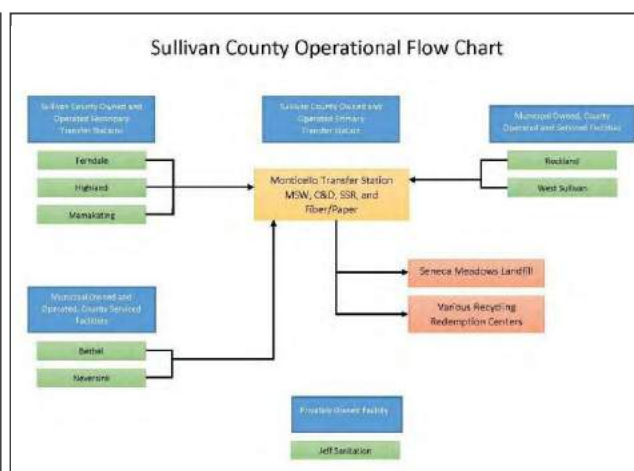 Sullivan County Operational Flow Chart
Sullivan County Owned and
Operated Secondary
Transfer Stations
Ferndale
Highland
Mamakating
Sullivan County Owned and
Operated Primary
Transfer Station
Monticello Transfer Station
MSW, C&D, SSR, and
Fiber/Paper
Municipal Owned, County
Operated and Serviced Facilities
Rockland
West Sullivan
Seneca Meadows Landfill
Various Recycling
Redemption Centers
Municipal Owned and
Operated, County Serviced
Facilities
Bethel
Neversink
Privately Owned Facility
Jeff Sanitation